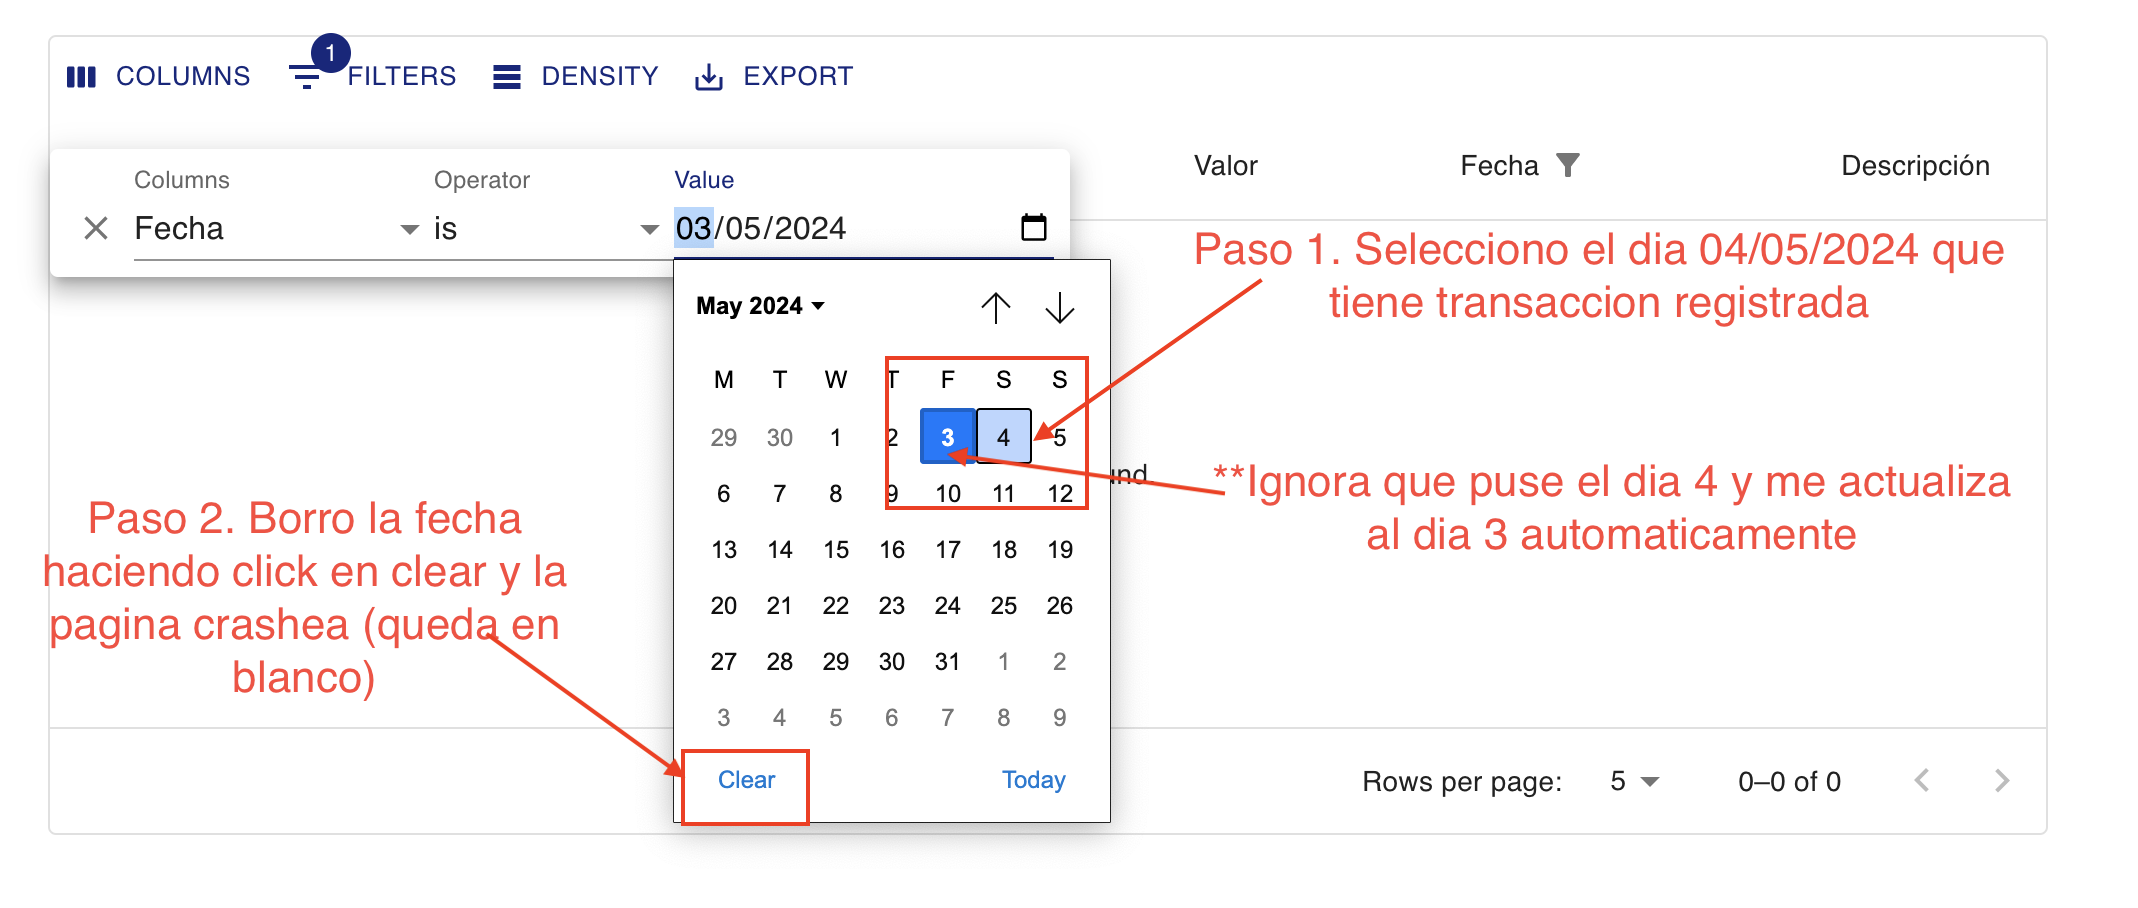 1
COLUMNS FILTERS DENSITY EXPORT
Columns Operator Value
Fecha is 03/05/2024
Valor Fecha Descripción
Paso 1. Selecciono el dia 04/05/2024 que
tiene transaccion registrada
May 2024
M T W T F S S
29 30 1 2 3 4 5
6 7 8 9 10 11 12
13 14 15 16 17 18 19
20 21 22 23 24 25 26
27 28 29 30 31 1 2
3 4 5 6 7 8 9
Clear Today
**Ignora que puse el dia 4 y me actualiza
al dia 3 automaticamente
Paso 2. Borro la fecha
haciendo click en clear y la
pagina crashea (queda en
blanco)
Rows per page: 5 0–0 of 0